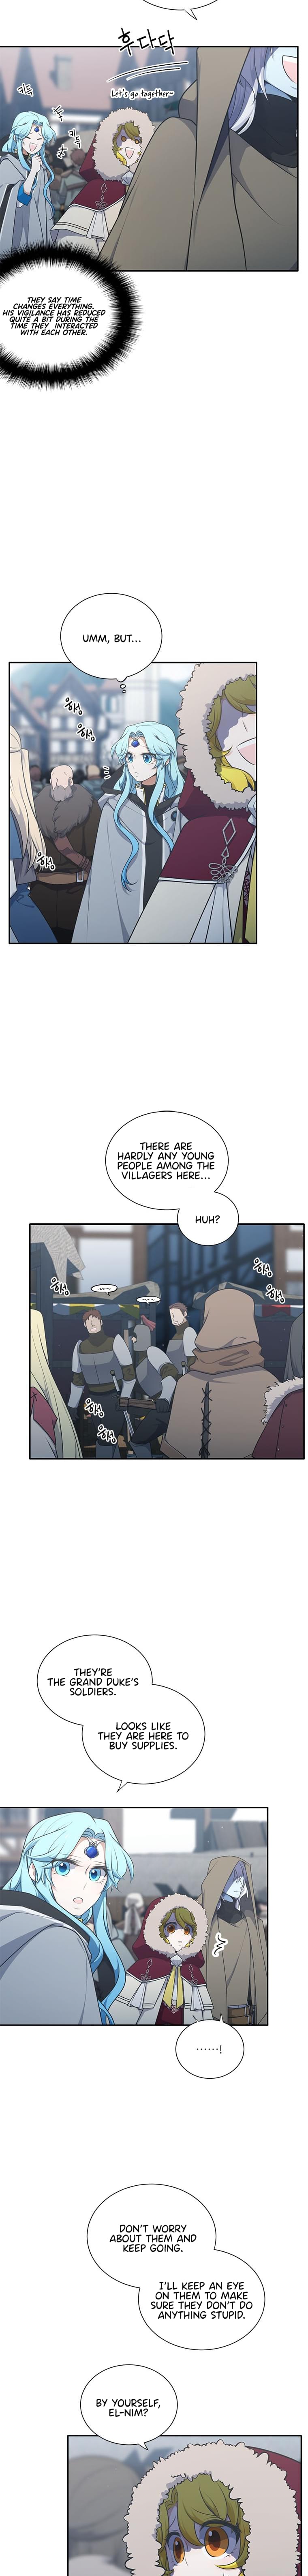 후다닥
Let's go together~
키득
키득
THEY SAY TIME
CHANGES EVERYTHING.
HIS VIGILANCE HAS REDUCED
QUITE A BIT DURING THE
TIME THEY INTERACTED
WITH EACH OTHER.
UMM, BUT...
웅성
웅성
웅성
THERE ARE
HARDLY ANY YOUNG
PEOPLE AMONG THE
VILLAGERS HERE...
HUH?
웅성
웅성
웅성
웅성
웅성
THEY'RE
THE GRAND DUKE'S
SOLDIERS.
LOOKS LIKE
THEY ARE HERE TO
BUY SUPPLIES.
······!
DON'T WORRY
ABOUT THEM AND
KEEP GOING.
I'LL KEEP AN EYE
ON THEM TO MAKE
SURE THEY DON'T DO
ANYTHING STUPID.
BY YOURSELF,
EL-NIM?